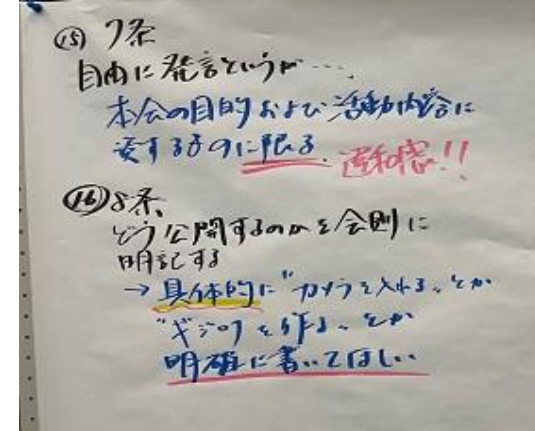 ⑮ 7条
自由に発言というが…、
本会の目的および活動内容に
資するものに限る. 違和感!!
⑯ 8条
どう公開するのかを会則に
明記する
→ 具体的に"カメラを入れる"とか
"ギジロクを作る"とか
明確に書いてほしい